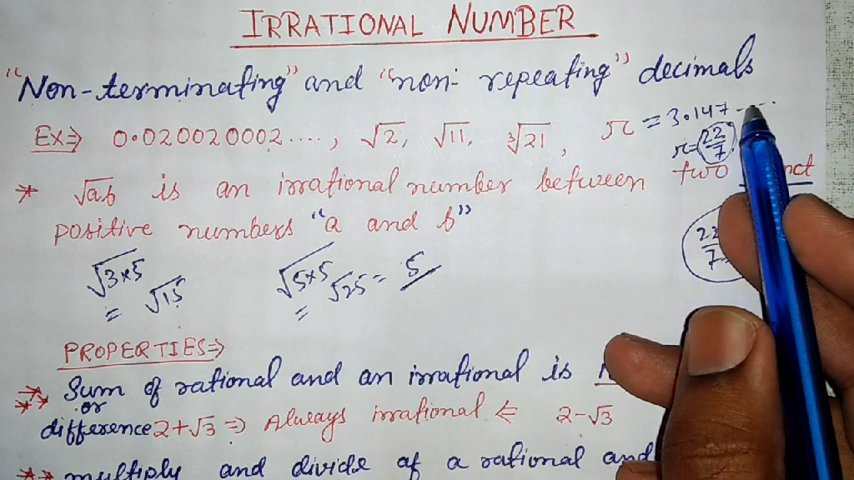 IRRATIONAL NUMBER
"Non-terminating" and "non- repeating" decimals
Ex⇒ 0.020020002...., √2, √11, ∛21, π = 3.147-....
π = 22/7
* √ab is an irrational number between two
positive numbers "a and b"
22/7
√3×5 √5×5
= √15 = √25 = 5
PROPERTIES⇒
Sum of rational and an irrational is
or
difference 2+√3 ⇒ Always irrational ⇐ 2-√3
multiply and divide of a rational and